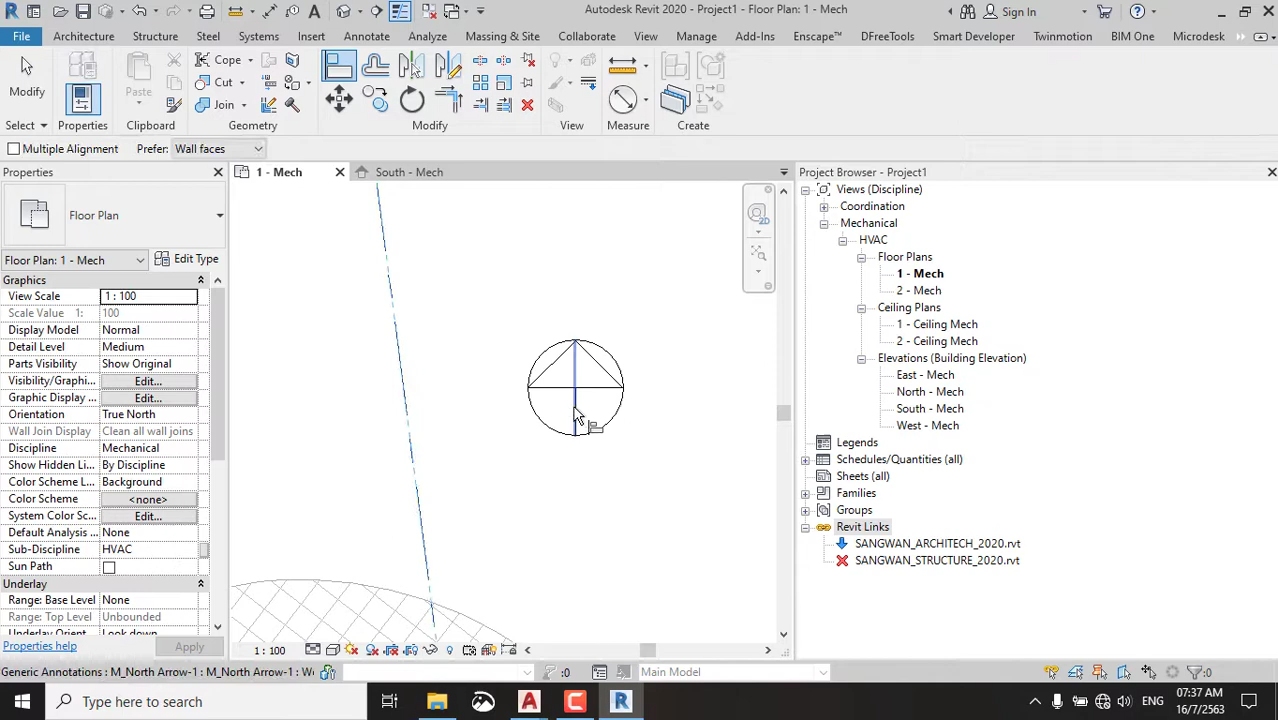 Autodesk Revit 2020 - Project1 - Floor Plan: 1 - Mech
Sign In
File Architecture Structure Steel Systems Insert Annotate Analyze Massing & Site Collaborate View Manage Add-Ins Enscape™ DFreeTools Smart Developer Twinmotion BIM One Microdesk
Modify
Paste
Cope
Cut
Join
Select Properties Clipboard Geometry Modify View Measure Create
Multiple Alignment Prefer: Wall faces
Properties
1 - Mech
South - Mech
Project Browser - Project1
Floor Plan
Floor Plan: 1 - Mech
Edit Type
Graphics
View Scale 1 : 100
Scale Value 1: 100
Display Model Normal
Detail Level Medium
Parts Visibility Show Original
Visibility/Graphi... Edit...
Graphic Display ... Edit...
Orientation True North
Wall Join Display Clean all wall joins
Discipline Mechanical
Show Hidden Li... By Discipline
Color Scheme L... Background
Color Scheme <none>
System Color Sc... Edit...
Default Analysis ... None
Sub-Discipline HVAC
Sun Path
Underlay
Range: Base Level None
Range: Top Level Unbounded
Underlay Orient... Look down
Properties help
Apply
2D
Views (Discipline)
Coordination
Mechanical
HVAC
Floor Plans
1 - Mech
2 - Mech
Ceiling Plans
1 - Ceiling Mech
2 - Ceiling Mech
Elevations (Building Elevation)
East - Mech
North - Mech
South - Mech
West - Mech
Legends
Schedules/Quantities (all)
Sheets (all)
Families
Groups
Revit Links
SANGWAN_ARCHITECH_2020.rvt
SANGWAN_STRUCTURE_2020.rvt
1 : 100
Generic Annotations : M_North Arrow-1 : M_North Arrow-1 : W
:0
Main Model
:0
Type here to search
ENG
07:37 AM
16/7/2563